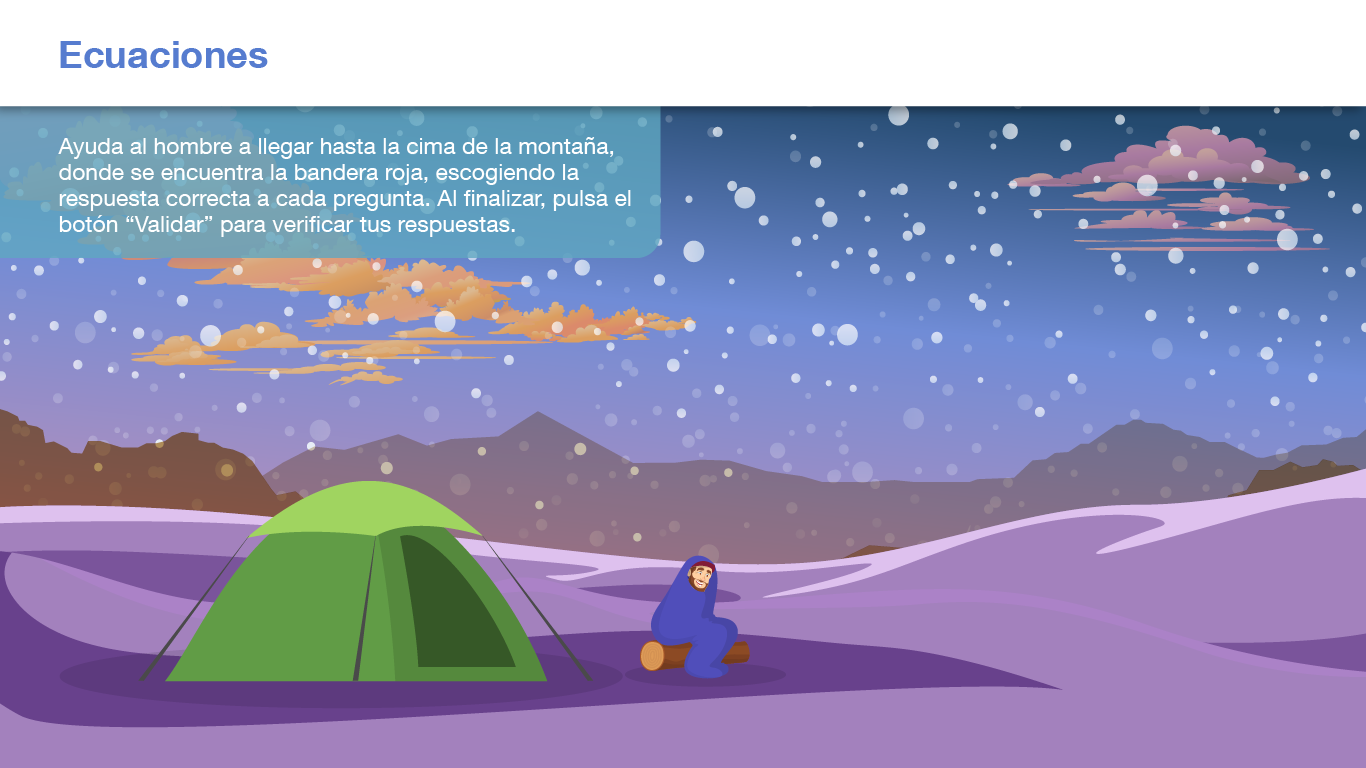 Ecuaciones
Ayuda al hombre a llegar hasta la cima de la montaña,
donde se encuentra la bandera roja, escogiendo la
respuesta correcta a cada pregunta. Al finalizar, pulsa el
botón “Validar” para verificar tus respuestas.